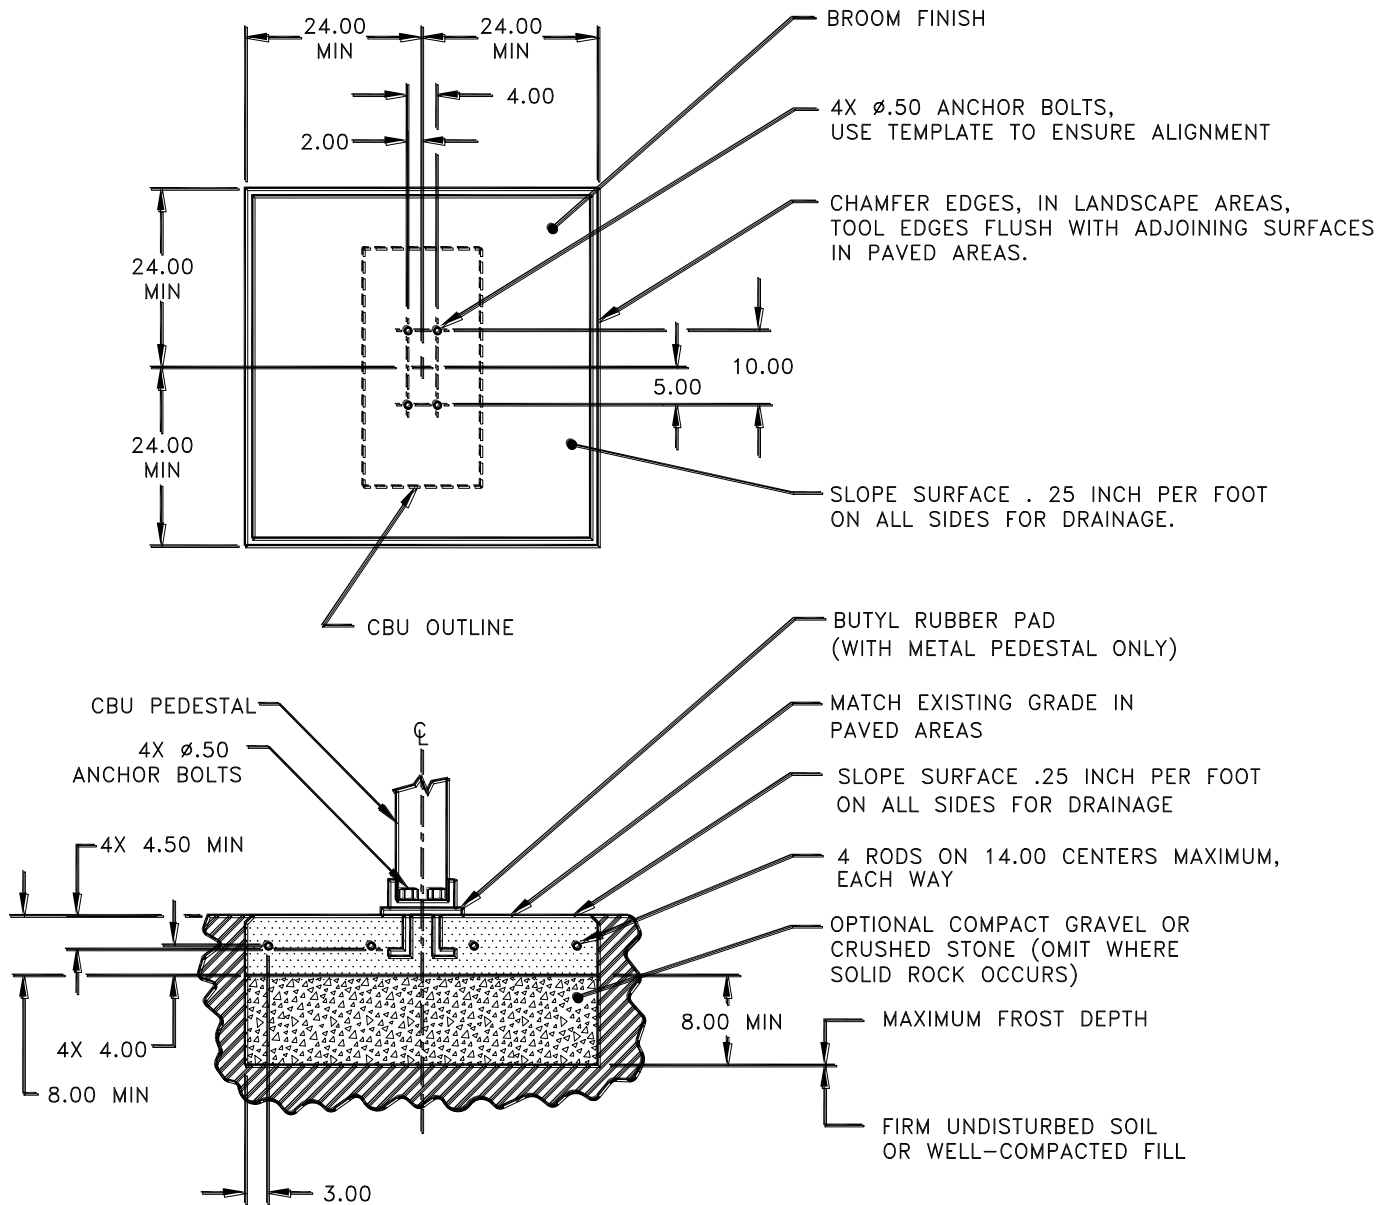 24.00
MIN
24.00
MIN
BROOM FINISH
4.00
4X ø.50 ANCHOR BOLTS,
USE TEMPLATE TO ENSURE ALIGNMENT
2.00
CHAMFER EDGES, IN LANDSCAPE AREAS,
TOOL EDGES FLUSH WITH ADJOINING SURFACES
IN PAVED AREAS.
24.00
MIN
10.00
5.00
24.00
MIN
SLOPE SURFACE . 25 INCH PER FOOT
ON ALL SIDES FOR DRAINAGE.
CBU OUTLINE
BUTYL RUBBER PAD
(WITH METAL PEDESTAL ONLY)
CBU PEDESTAL
MATCH EXISTING GRADE IN
PAVED AREAS
℄
4X ø.50
ANCHOR BOLTS
SLOPE SURFACE .25 INCH PER FOOT
ON ALL SIDES FOR DRAINAGE
4X 4.50 MIN
4 RODS ON 14.00 CENTERS MAXIMUM,
EACH WAY
OPTIONAL COMPACT GRAVEL OR
CRUSHED STONE (OMIT WHERE
SOLID ROCK OCCURS)
8.00 MIN
MAXIMUM FROST DEPTH
4X 4.00
8.00 MIN
FIRM UNDISTURBED SOIL
OR WELL-COMPACTED FILL
3.00